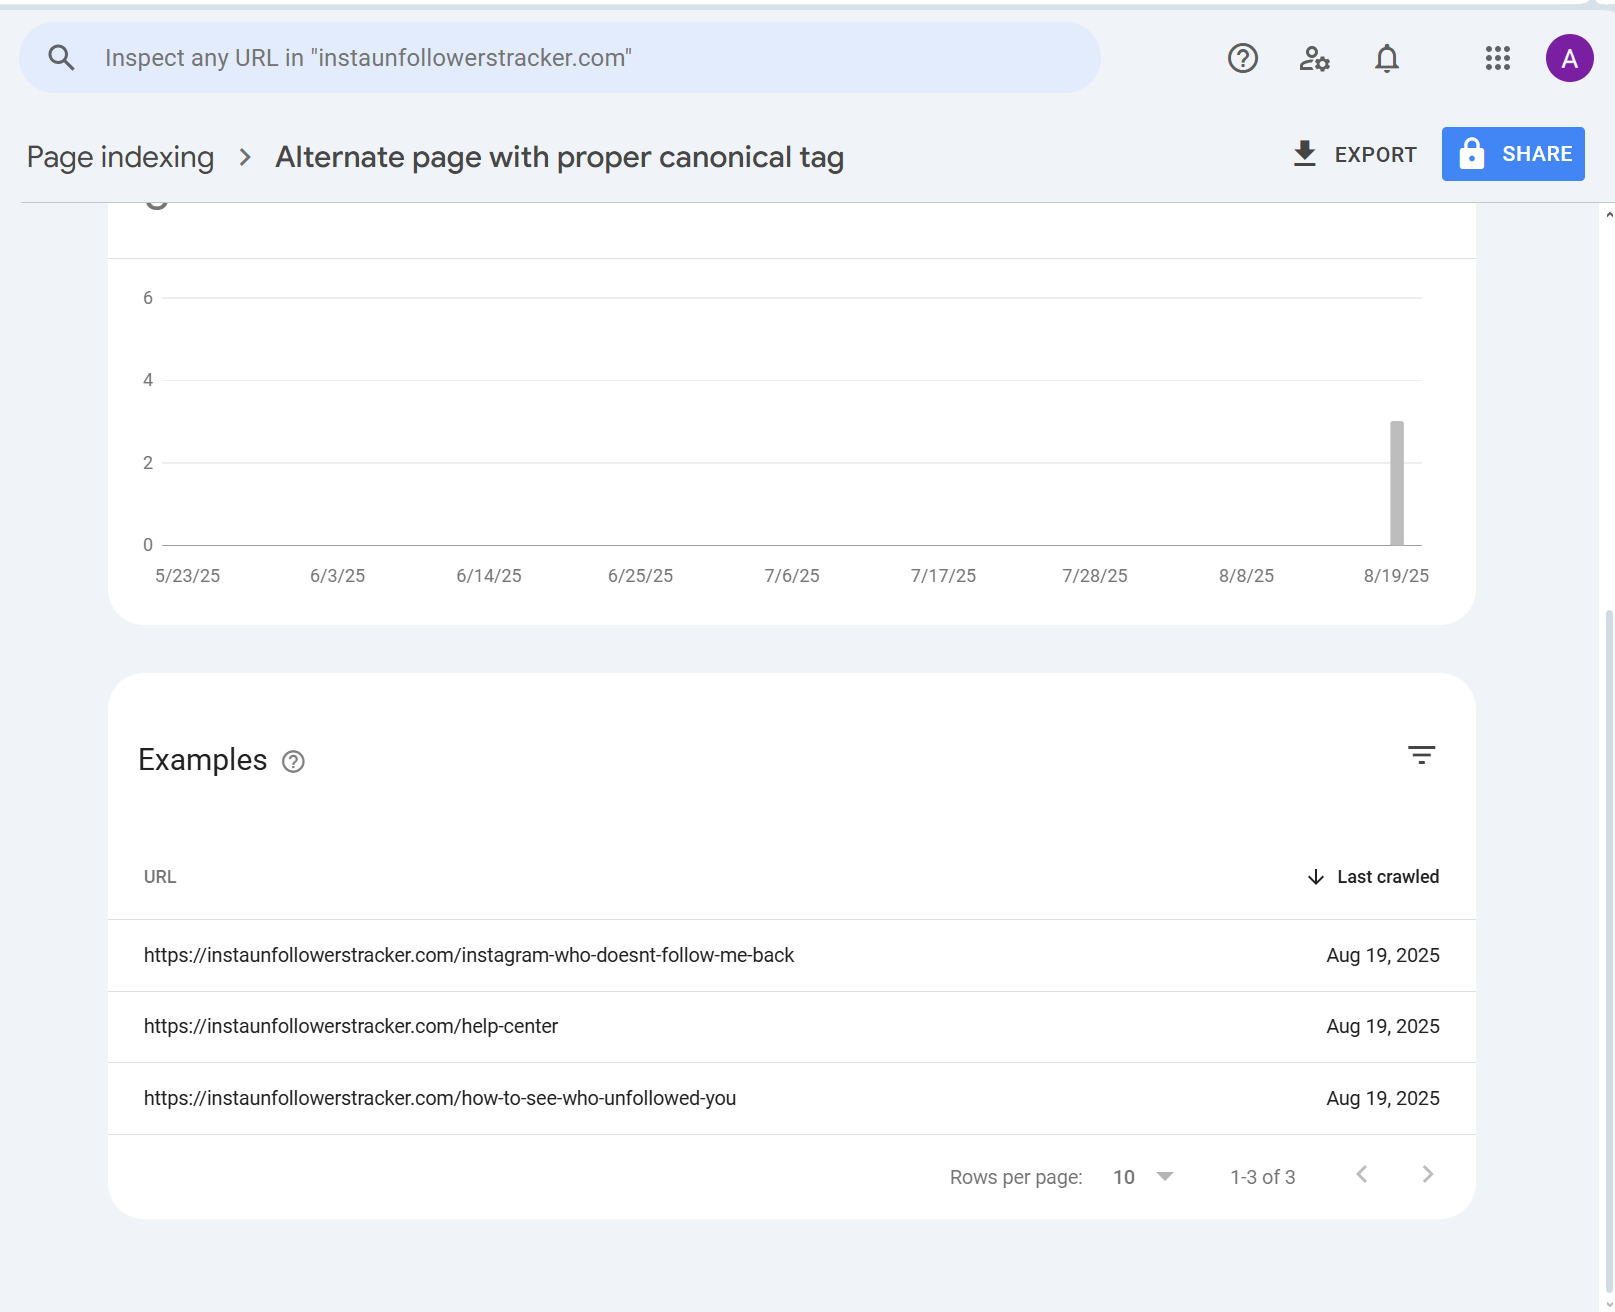 Inspect any URL in "instaunfollowerstracker.com"
A
Page indexing > Alternate page with proper canonical tag
EXPORT
SHARE
6
4
2
0
5/23/25 6/3/25 6/14/25 6/25/25 7/6/25 7/17/25 7/28/25 8/8/25 8/19/25
Examples
URL Last crawled
https://instaunfollowerstracker.com/instagram-who-doesnt-follow-me-back Aug 19, 2025
https://instaunfollowerstracker.com/help-center Aug 19, 2025
https://instaunfollowerstracker.com/how-to-see-who-unfollowed-you Aug 19, 2025
Rows per page: 10 1-3 of 3